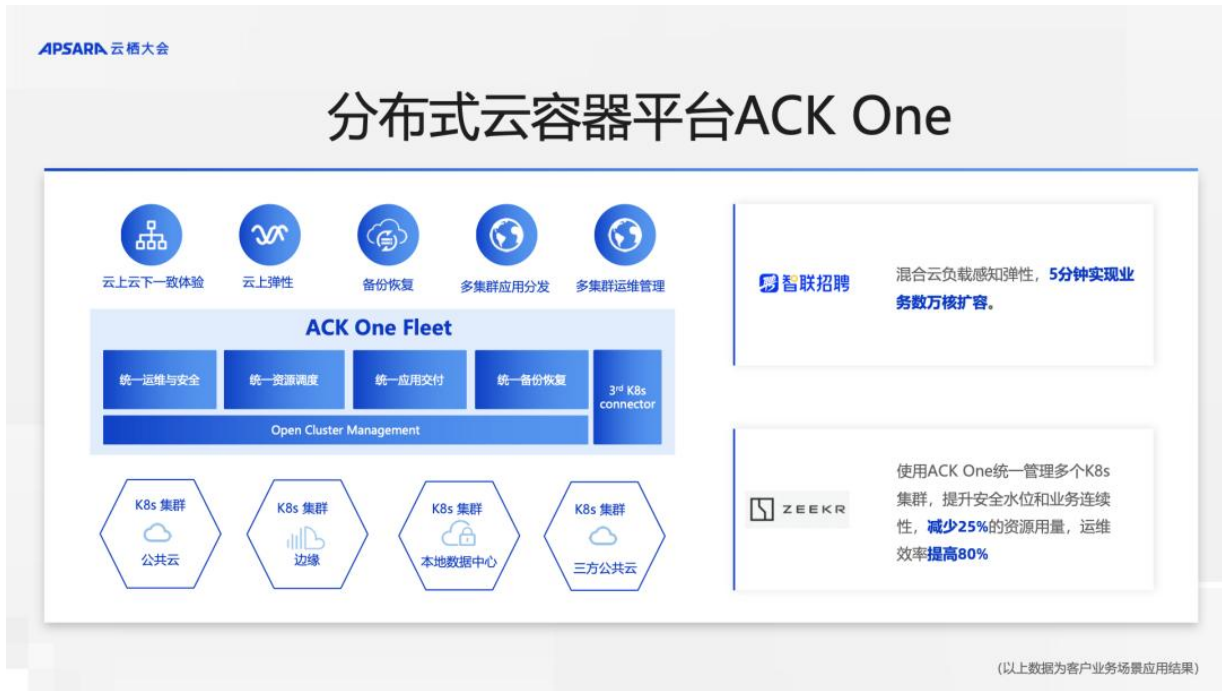 APSARA 云栖大会
分布式云容器平台ACK One
云上云下一致体验
云上弹性
备份恢复
多集群应用分发
多集群运维管理
ACK One Fleet
统一运维与安全
统一资源调度
统一应用交付
统一备份恢复
3rd K8s
connector
Open Cluster Management
K8s 集群
公共云
K8s 集群
边缘
K8s 集群
本地数据中心
K8s 集群
三方公共云
智联招聘
混合云负载感知弹性，5分钟实现业
务数万核扩容。
ZEEKR
使用ACK One统一管理多个K8s
集群，提升安全水位和业务连续
性，减少25%的资源用量，运维
效率提高80%
(以上数据为客户业务场景应用结果)